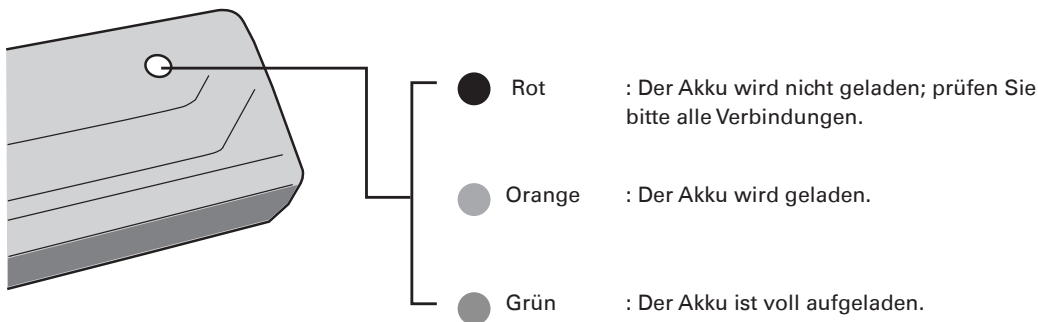 Rot : Der Akku wird nicht geladen; prüfen Sie
bitte alle Verbindungen.
Orange : Der Akku wird geladen.
Grün : Der Akku ist voll aufgeladen.